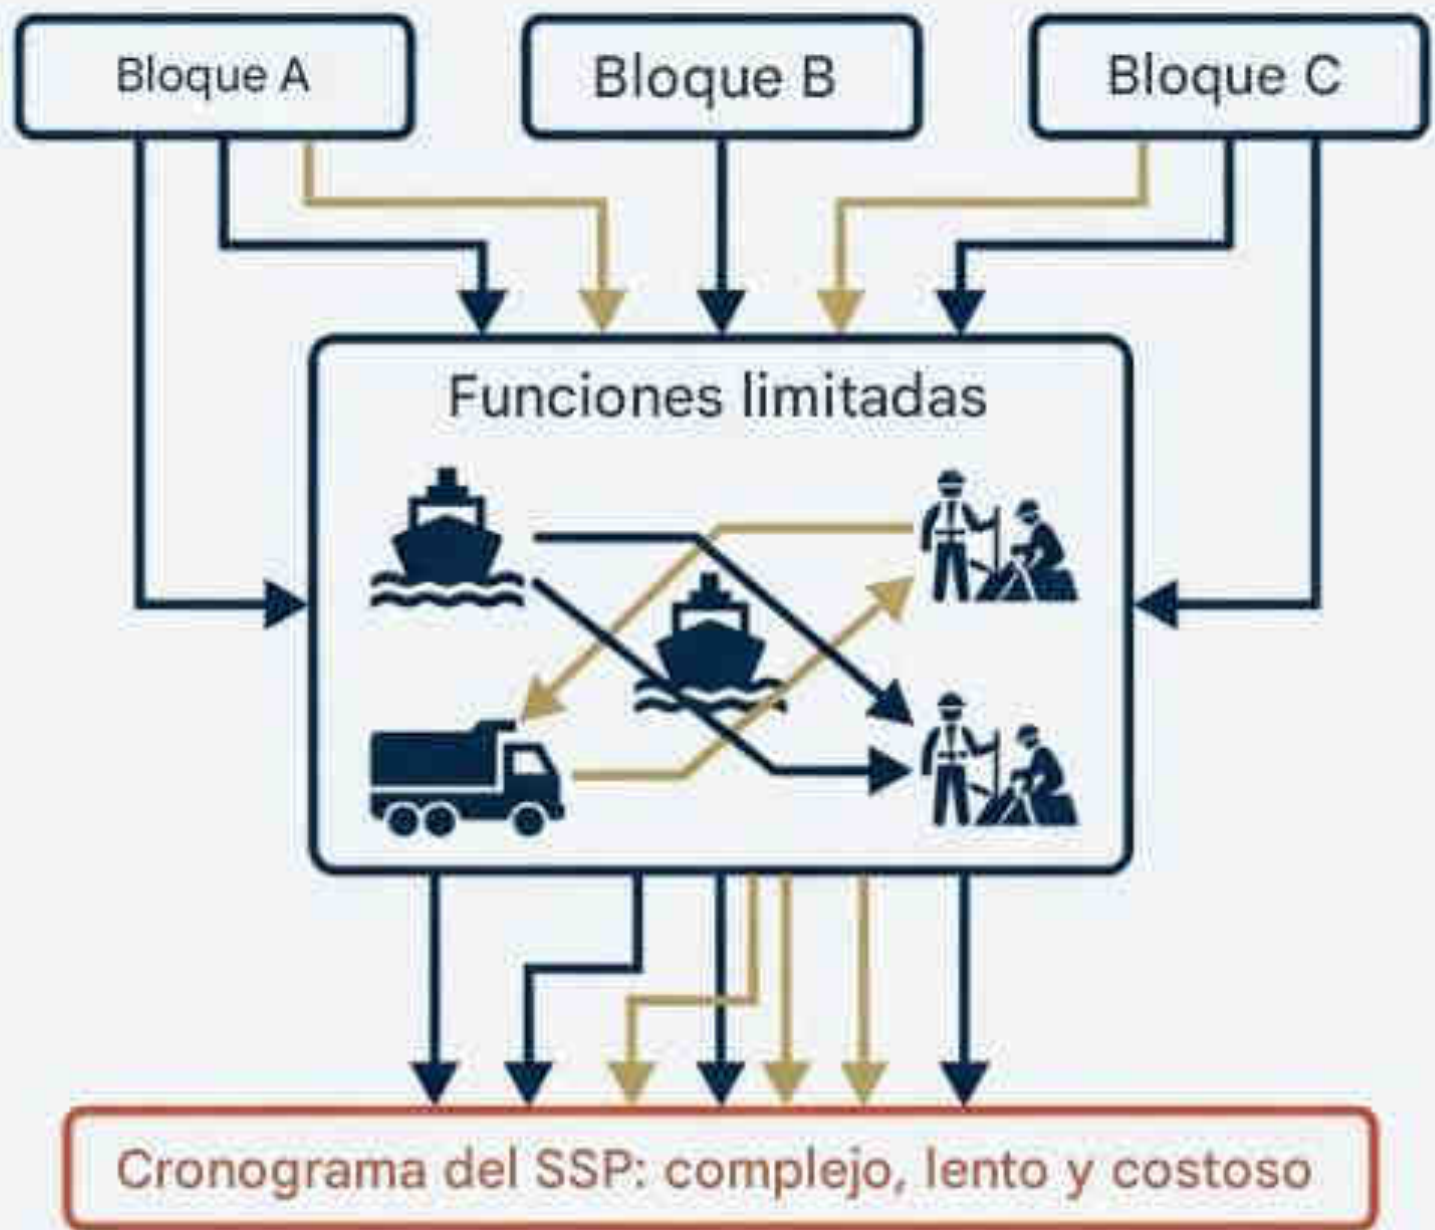 Bloque A
Bloque B
Bloque C
Funciones limitadas
Cronograma del SSP: complejo, lento y costoso